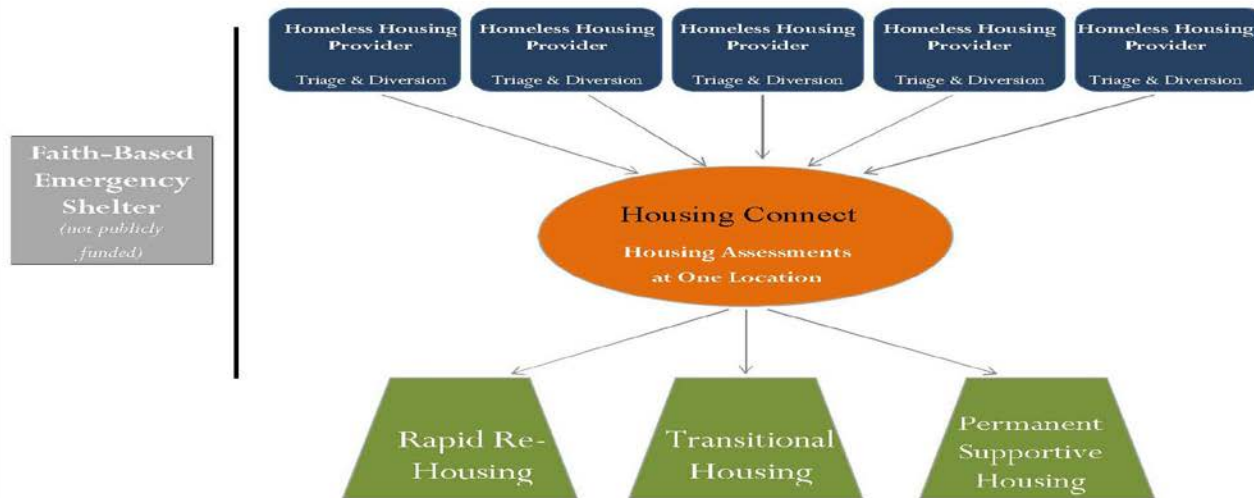 Homeless Housing
Provider
Triage & Diversion
Homeless Housing
Provider
Triage & Diversion
Homeless Housing
Provider
Triage & Diversion
Homeless Housing
Provider
Triage & Diversion
Homeless Housing
Provider
Triage & Diversion
Faith-Based
Emergency
Shelter
(not publicly
funded)
Housing Connect
Housing Assessments
at One Location
Rapid Re-
Housing
Transitional
Housing
Permanent
Supportive
Housing